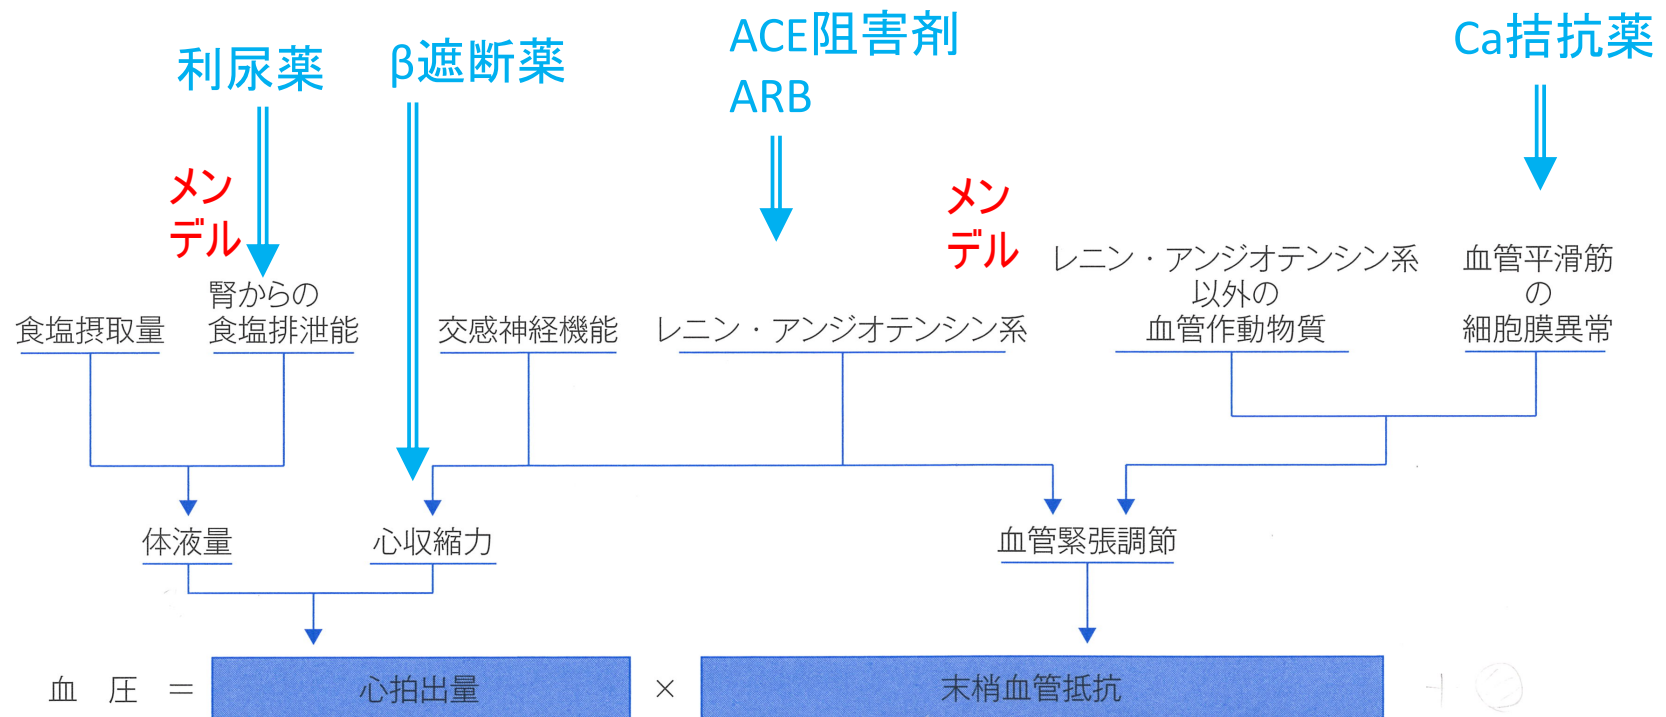 利尿薬
β遮断薬
ACE阻害剤
ARB
Ca拮抗薬
メン
デル
メン
デル
食塩摂取量
腎からの
食塩排泄能
交感神経機能
レニン・アンジオテンシン系
レニン・アンジオテンシン系
以外の
血管作動物質
血管平滑筋
の
細胞膜異常
体液量
心収縮力
血管緊張調節
血 圧 = 心拍出量 × 末梢血管抵抗